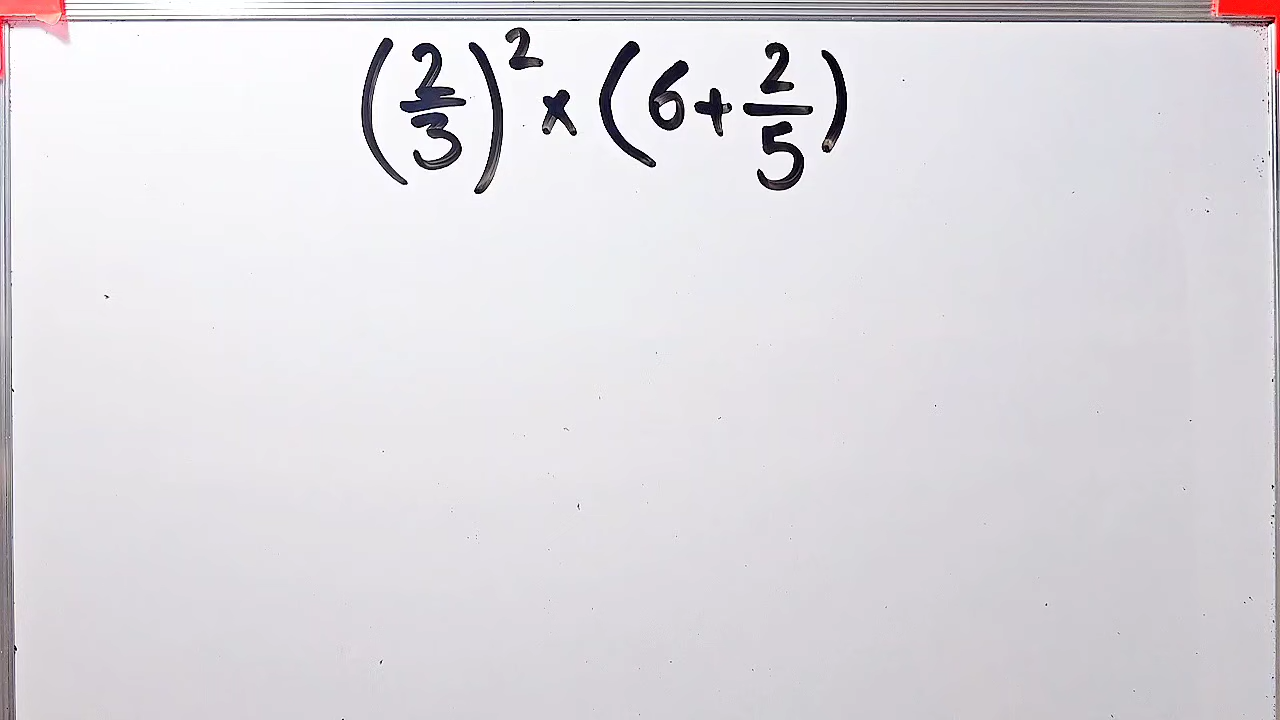 (2/3)² × (6 + 2/5)